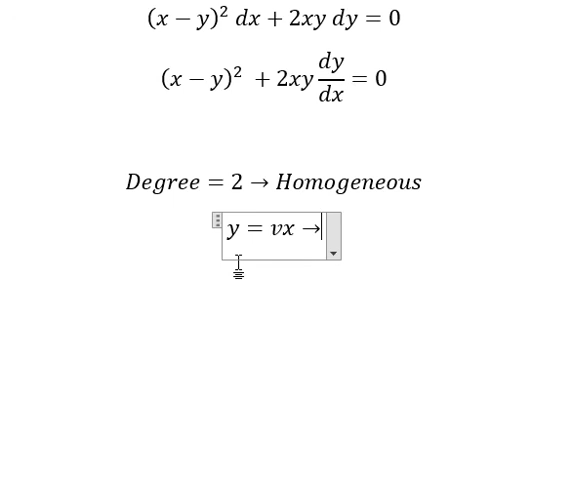 (x − y)² dx + 2xy dy = 0
(x − y)² + 2xy dy/dx = 0
Degree = 2 → Homogeneous
y = vx →